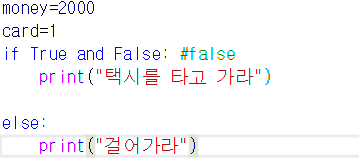 money=2000
card=1
if True and False: #false
    print("택시를 타고 가라")
else:
    print("걸어가라")